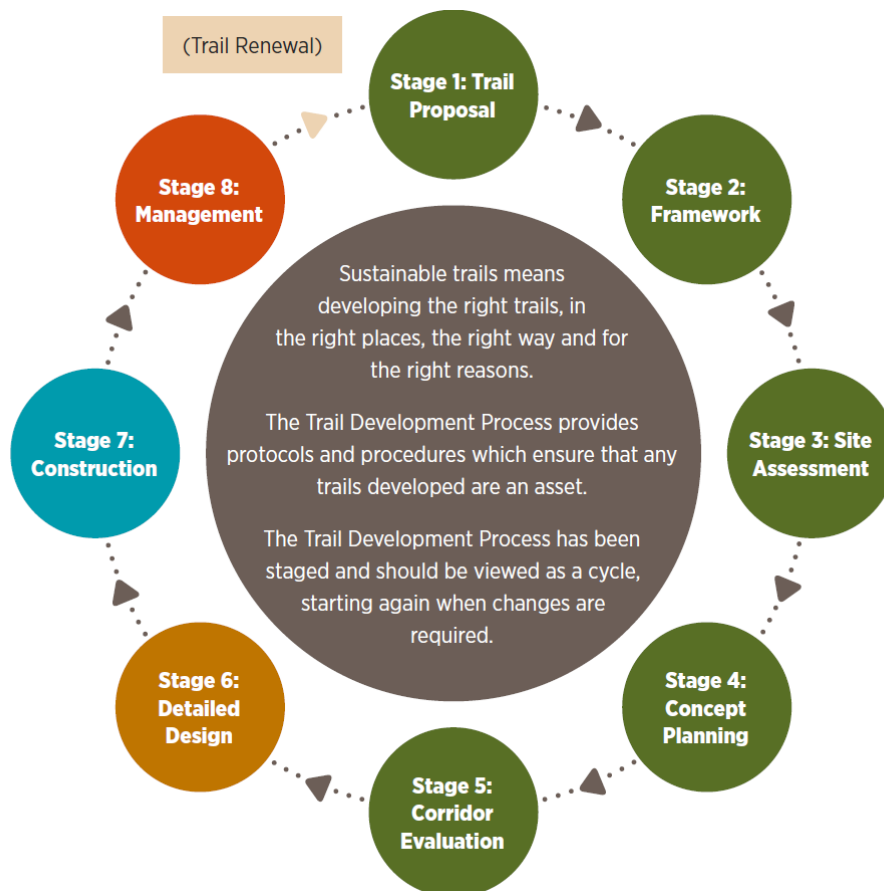 (Trail Renewal)
Stage 1: Trail
Proposal
Stage 2:
Framework
Stage 3: Site
Assessment
Stage 4:
Concept
Planning
Stage 5:
Corridor
Evaluation
Stage 6:
Detailed
Design
Stage 7:
Construction
Stage 8:
Management
Sustainable trails means
developing the right trails, in
the right places, the right way and for
the right reasons.
The Trail Development Process provides
protocols and procedures which ensure that any
trails developed are an asset.
The Trail Development Process has been
staged and should be viewed as a cycle,
starting again when changes are
required.